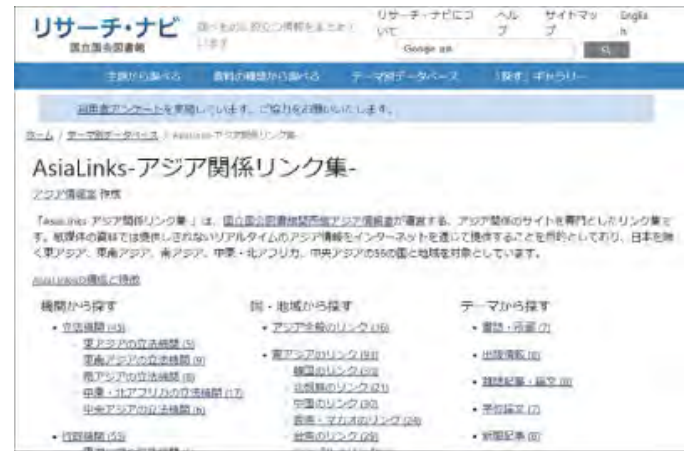 リサーチ・ナビ
国立国会図書館
調べものに役立つ情報をまとめて
います
リサーチ・ナビにつ
いて
ヘル
プ
サイトマッ
プ
Englis
h
Google
主題から調べる 資料の種類から調べる テーマ別データベース 「探す」ギャラリー
利用者アンケートを実施しています。ご協力をお願いいたします。
ホーム / テーマ別データベース / AsiaLinks-アジア関係リンク集-
AsiaLinks-アジア関係リンク集-
アジア情報室 作成
「AsiaLinks-アジア関係リンク集-」は、国立国会図書館関西館アジア情報室が運営する、アジア関係のサイトを専門としたリンク集で
す。紙媒体の資料では提供しきれないリアルタイムのアジア情報をインターネットを通じて提供することを目的としており、日本を除
く東アジア、東南アジア、南アジア、中東・北アフリカ、中央アジアの56の国と地域を対象としています。
AsiaLinksの構成と特徴
機関から探す
立法機関
東アジアの立法機関 (5)
東南アジアの立法機関 (9)
南アジアの立法機関 (8)
中東・北アフリカの立法機関 (17)
中央アジアの立法機関 (6)
行政機関
国・地域から探す
アジア全般のリンク
東アジアのリンク
韓国のリンク
北朝鮮のリンク (21)
中国のリンク
香港・マカオのリンク (24)
台湾のリンク
テーマから探す
書誌・所蔵 (7)
出版情報
雑誌記事・論文
学位論文 (7)
新聞記事